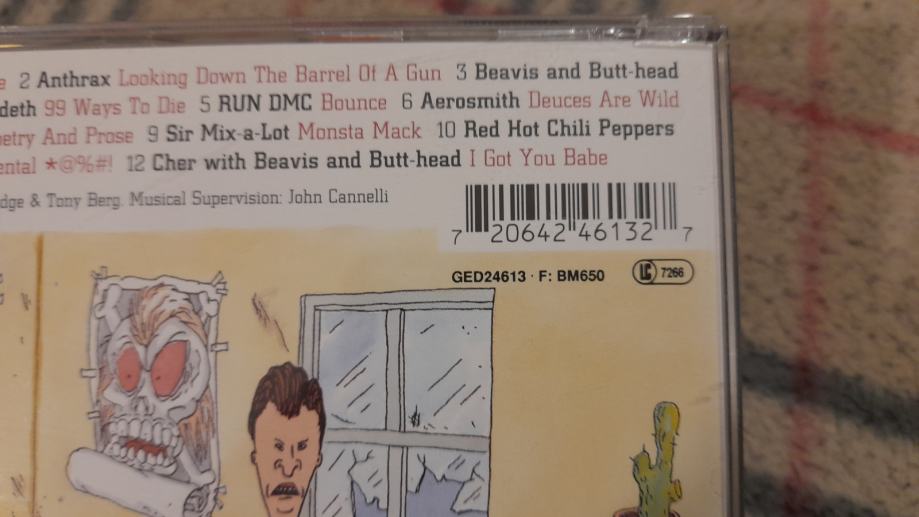 e 2 Anthrax Looking Down The Barrel Of A Gun 3 Beavis and Butt-head
deth 99 Ways To Die 5 RUN DMC Bounce 6 Aerosmith Deuces Are Wild
etry And Prose 9 Sir Mix-a-Lot Monsta Mack 10 Red Hot Chili Peppers
ental *@%#! 12 Cher with Beavis and Butt-head I Got You Babe
dge & Tony Berg. Musical Supervision: John Cannelli
7 20642 46132 7
GED24613 · F: BM650 LC 7266